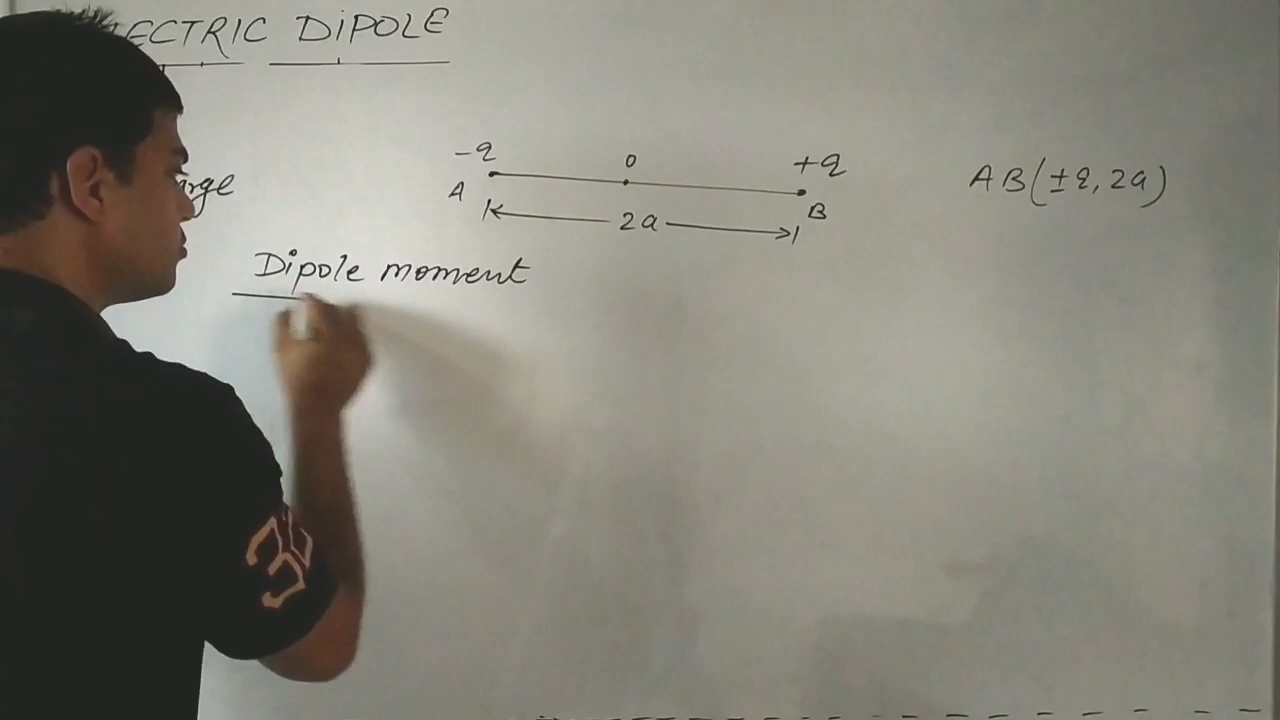 ECTRIC DIPOLE
-q O +q
A B
2a
AB(±q, 2a)
Dipole moment